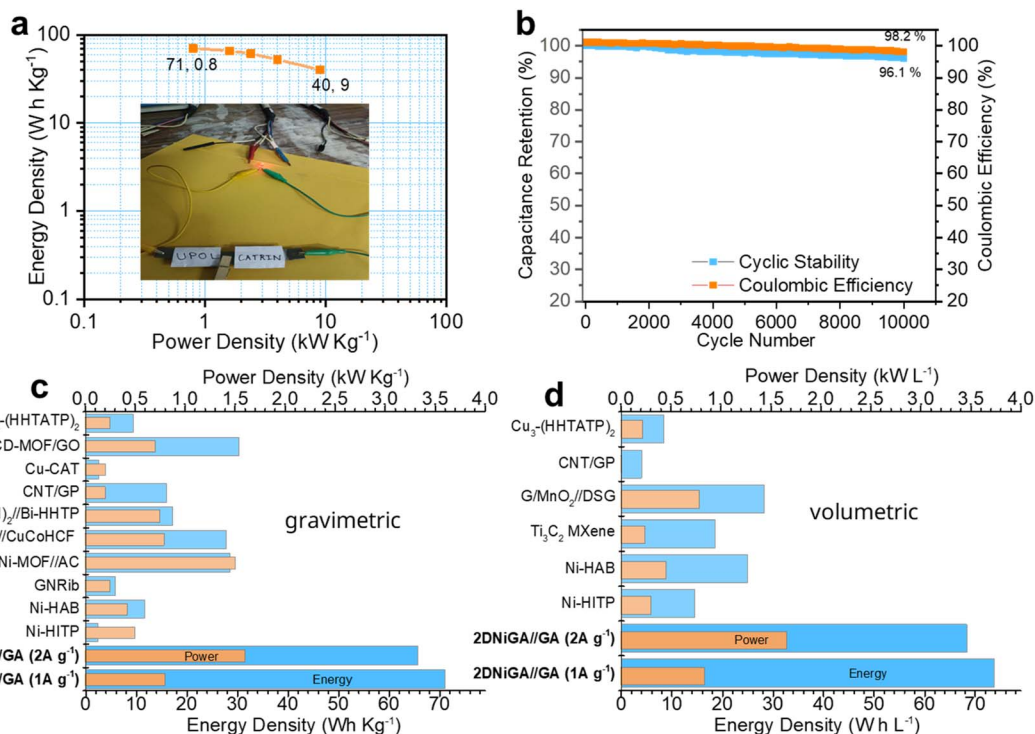 a
Energy Density (W h Kg⁻¹)
100
10
1
0.1
71, 0.8
40, 9
UPOL CATRIN
0.1 1 10 100
Power Density (kW Kg⁻¹)
b
Capacitance Retention (%)
100
90
80
70
60
50
40
30
20
98.2 %
96.1 %
Cyclic Stability
Coulombic Efficiency
100
90
80
70
60
50
40
30
20
Coulombic Efficiency (%)
0 2000 4000 6000 8000 10000
Cycle Number
c
Power Density (kW Kg⁻¹)
0.0 0.5 1.0 1.5 2.0 2.5 3.0 3.5 4.0
-(HHTATP)₂
CD-MOF/GO
Cu-CAT
CNT/GP
)₂//Bi-HHTP
//CuCoHCF
Ni-MOF//AC
GNRib
Ni-HAB
Ni-HITP
/GA (2A g⁻¹)
/GA (1A g⁻¹)
gravimetric
Power
Energy
0 10 20 30 40 50 60 70
Energy Density (Wh Kg⁻¹)
d
Power Density (kW L⁻¹)
0.0 0.5 1.0 1.5 2.0 2.5 3.0 3.5 4.0
Cu₃-(HHTATP)₂
CNT/GP
G/MnO₂//DSG
Ti₃C₂ MXene
Ni-HAB
Ni-HITP
2DNiGA//GA (2A g⁻¹)
2DNiGA//GA (1A g⁻¹)
volumetric
Power
Energy
0 10 20 30 40 50 60 70
Energy Density (W h L⁻¹)